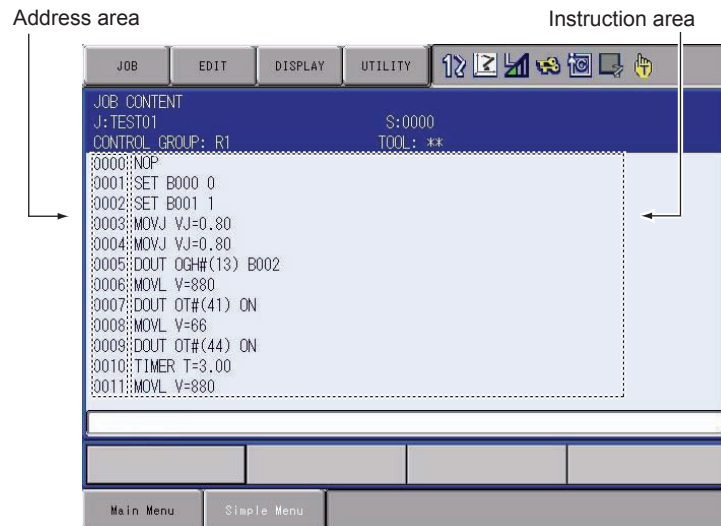 Address area
Instruction area
JOB EDIT DISPLAY UTILITY
JOB CONTENT
J:TEST01 S:0000
CONTROL GROUP: R1 TOOL: **
0000 NOP
0001 SET B000 0
0002 SET B001 1
0003 MOVJ VJ=0.80
0004 MOVJ VJ=0.80
0005 DOUT OGH#(13) B002
0006 MOVL V=880
0007 DOUT OT#(41) ON
0008 MOVL V=66
0009 DOUT OT#(44) ON
0010 TIMER T=3.00
0011 MOVL V=880
Main Menu Simple Menu